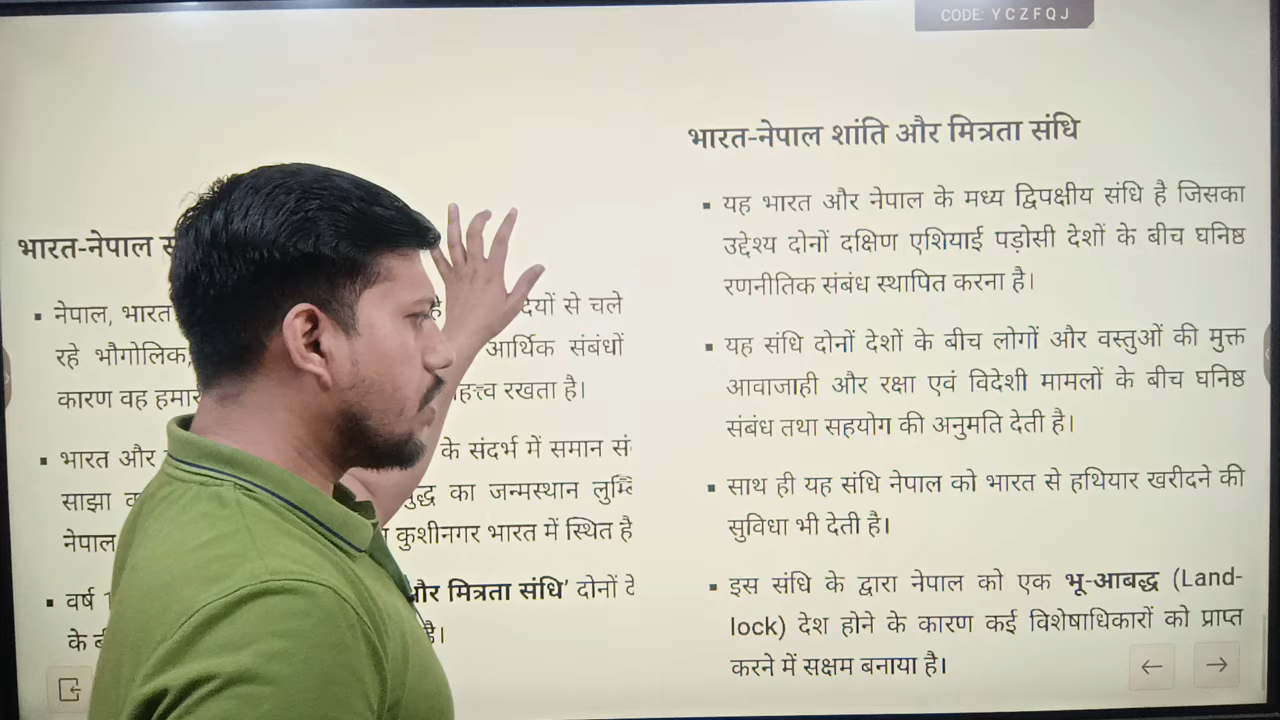 CODE: YCZFQJ
भारत-नेपाल
नेपाल, भारत दियों से चले
रहे भौगोलिक, आर्थिक संबंधों
कारण वह रखता है।
भारत और के संदर्भ में समान
साझा का जन्मस्थान
नेपाल कुशीनगर भारत में स्थित है
वर्ष और मित्रता संधि’ दोनों
के है।
भारत-नेपाल शांति और मित्रता संधि
यह भारत और नेपाल के मध्य द्विपक्षीय संधि है जिसका
उद्देश्य दोनों दक्षिण एशियाई पड़ोसी देशों के बीच घनिष्ठ
रणनीतिक संबंध स्थापित करना है।
यह संधि दोनों देशों के बीच लोगों और वस्तुओं की मुक्त
आवाजाही और रक्षा एवं विदेशी मामलों के बीच घनिष्ठ
संबंध तथा सहयोग की अनुमति देती है।
साथ ही यह संधि नेपाल को भारत से हथियार खरीदने की
सुविधा भी देती है।
इस संधि के द्वारा नेपाल को एक भू-आबद्ध (Land-
lock) देश होने के कारण कई विशेषाधिकारों को प्राप्त
करने में सक्षम बनाया है।